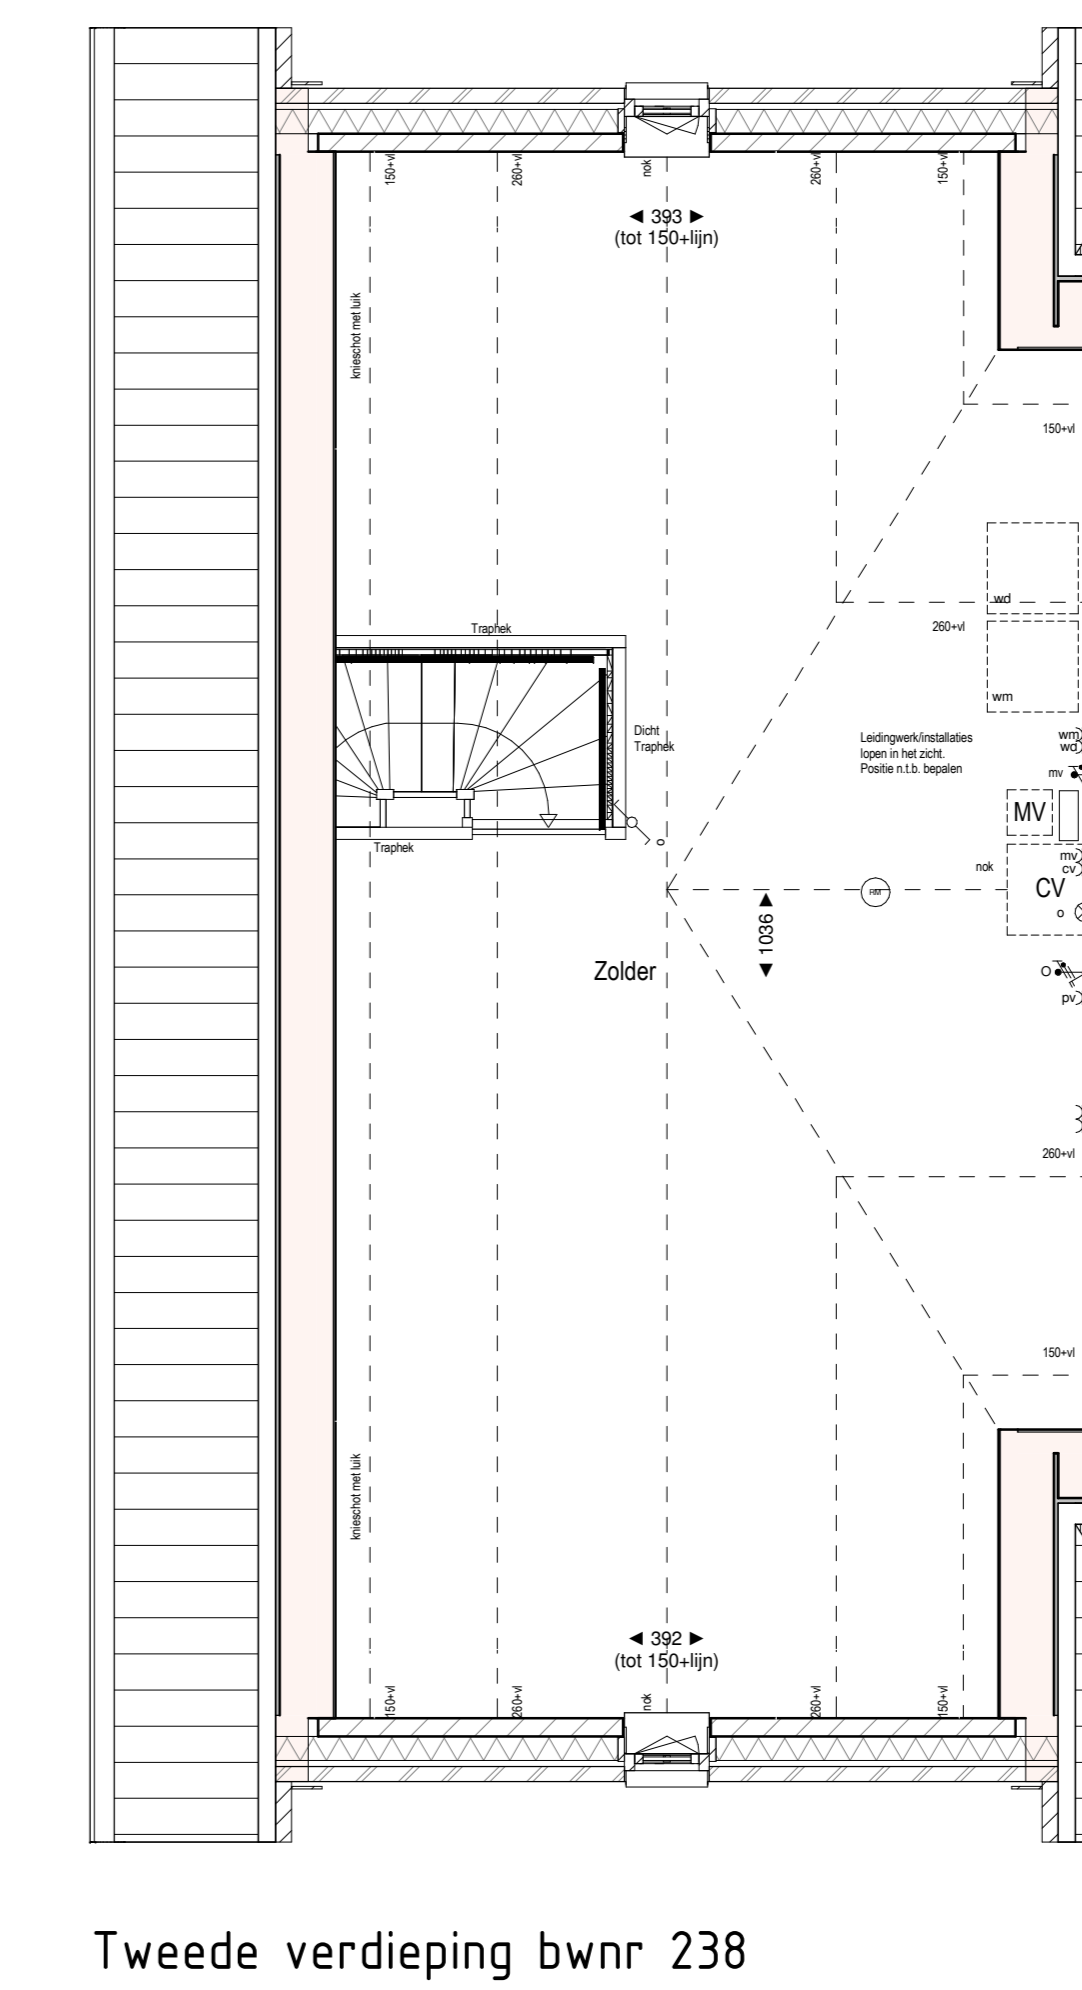 150+vl
260+vl
nok
260+vl
150+vl
◄ 393 ►
(tot 150+lijn)
knieschot met luik
150+vl
wd
260+vl
Traphek
wm
Dicht
Traphek
Leidingwerk/installaties
lopen in het zicht.
Positie n.t.b. bepalen
wm
wd
mv
MV
Traphek
o
mv
cv
nok
RM
CV
o
◄ 1036 ►
Zolder
O
pv
260+vl
150+vl
knieschot met luik
◄ 392 ►
(tot 150+lijn)
150+vl
260+vl
nok
260+vl
150+vl
Tweede verdieping bwnr 238